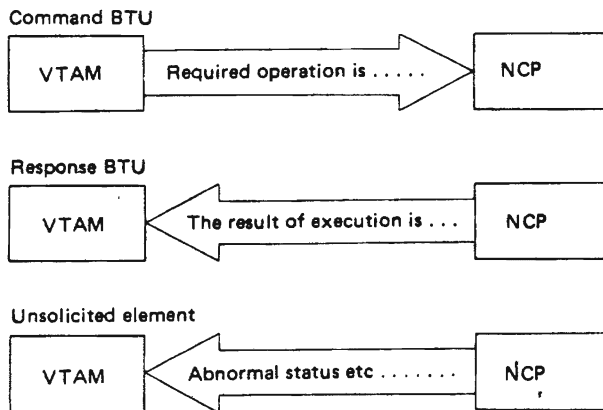 Command BTU
VTAM Required operation is . . . . . NCP
Response BTU
VTAM The result of execution is . . . NCP
Unsolicited element
VTAM Abnormal status etc . . . . . . . NCP